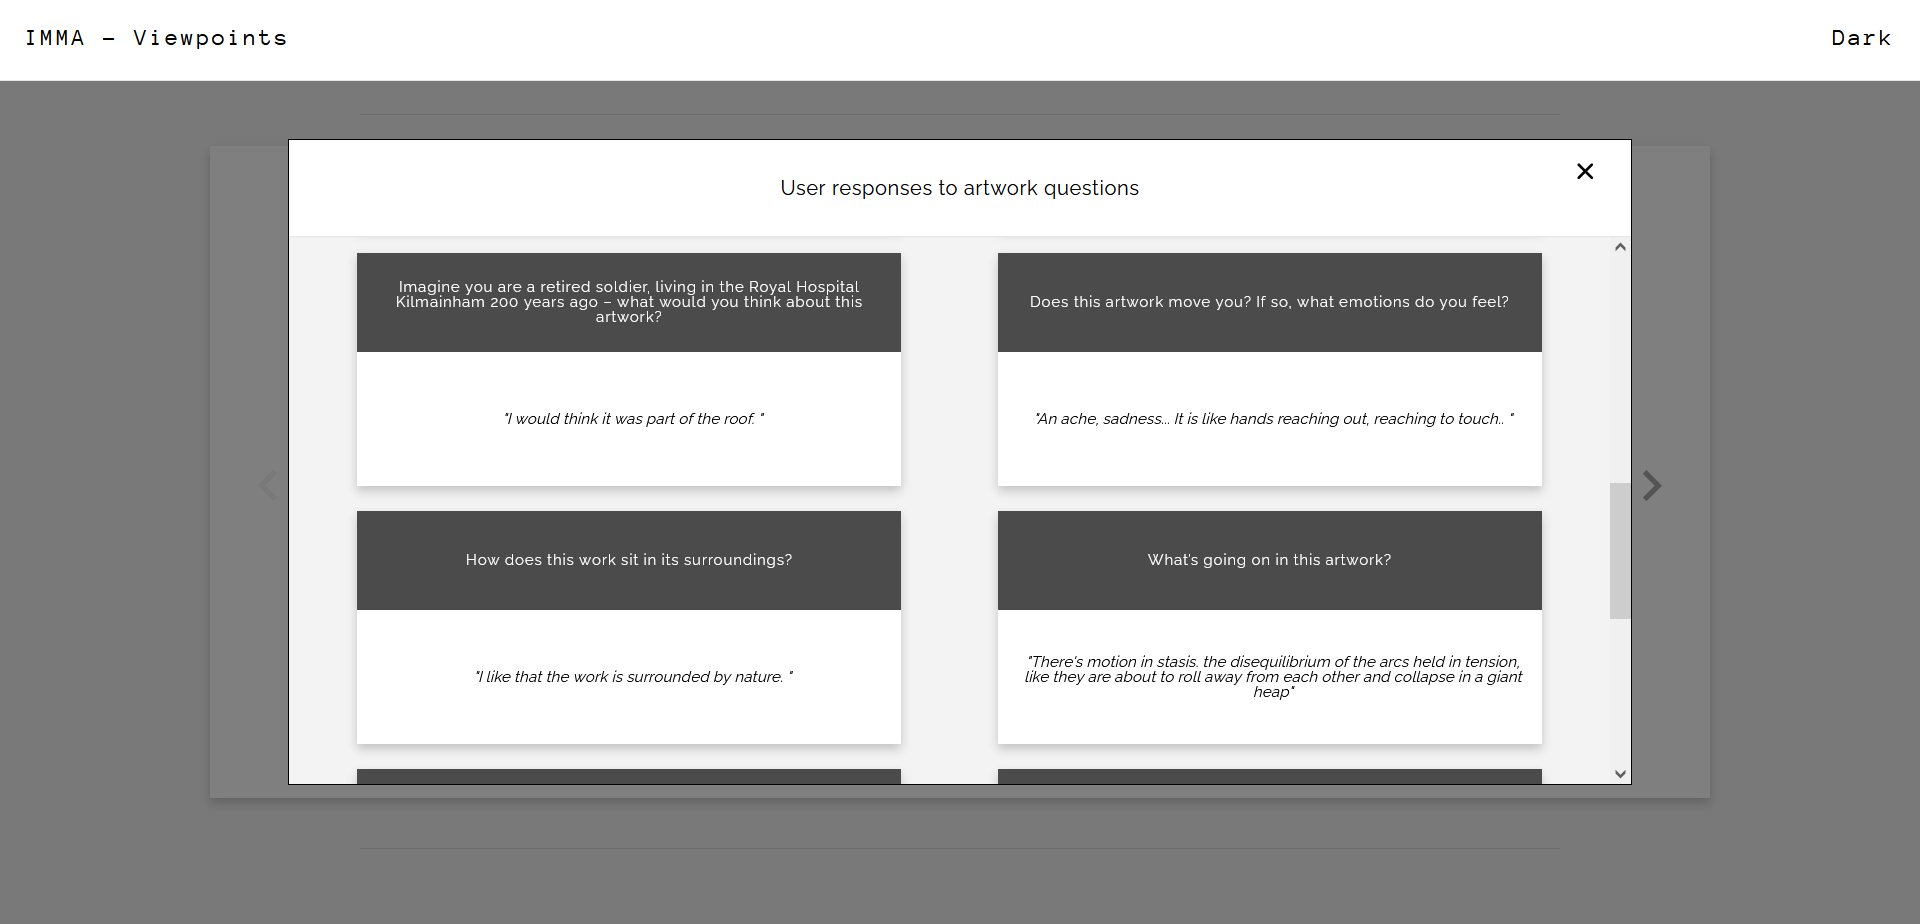 IMMA – Viewpoints
Dark
User responses to artwork questions
Imagine you are a retired soldier, living in the Royal Hospital
Kilmainham 200 years ago – what would you think about this
artwork?
"I would think it was part of the roof. "
Does this artwork move you? If so, what emotions do you feel?
"An ache, sadness... It is like hands reaching out, reaching to touch.. "
How does this work sit in its surroundings?
"I like that the work is surrounded by nature. "
What's going on in this artwork?
"There's motion in stasis. the disequilibrium of the arcs held in tension,
like they are about to roll away from each other and collapse in a giant
heap"